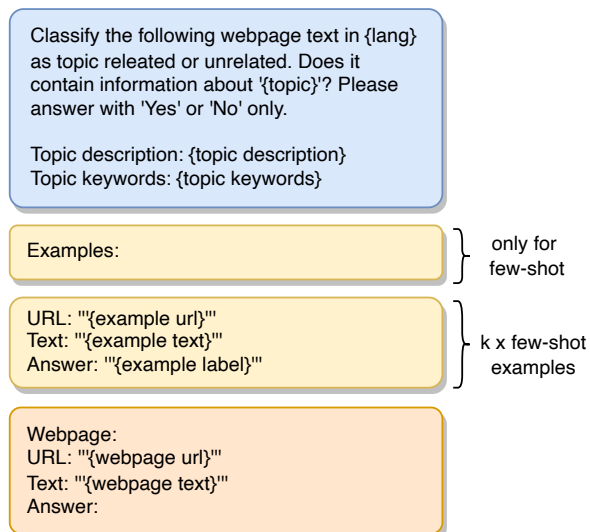 Classify the following webpage text in {lang}
as topic releated or unrelated. Does it
contain information about '{topic}'? Please
answer with 'Yes' or 'No' only.
Topic description: {topic description}
Topic keywords: {topic keywords}
Examples:
only for
few-shot
URL: '''{example url}'''
Text: '''{example text}'''
Answer: '''{example label}'''
k x few-shot
examples
Webpage:
URL: '''{webpage url}'''
Text: '''{webpage text}'''
Answer: